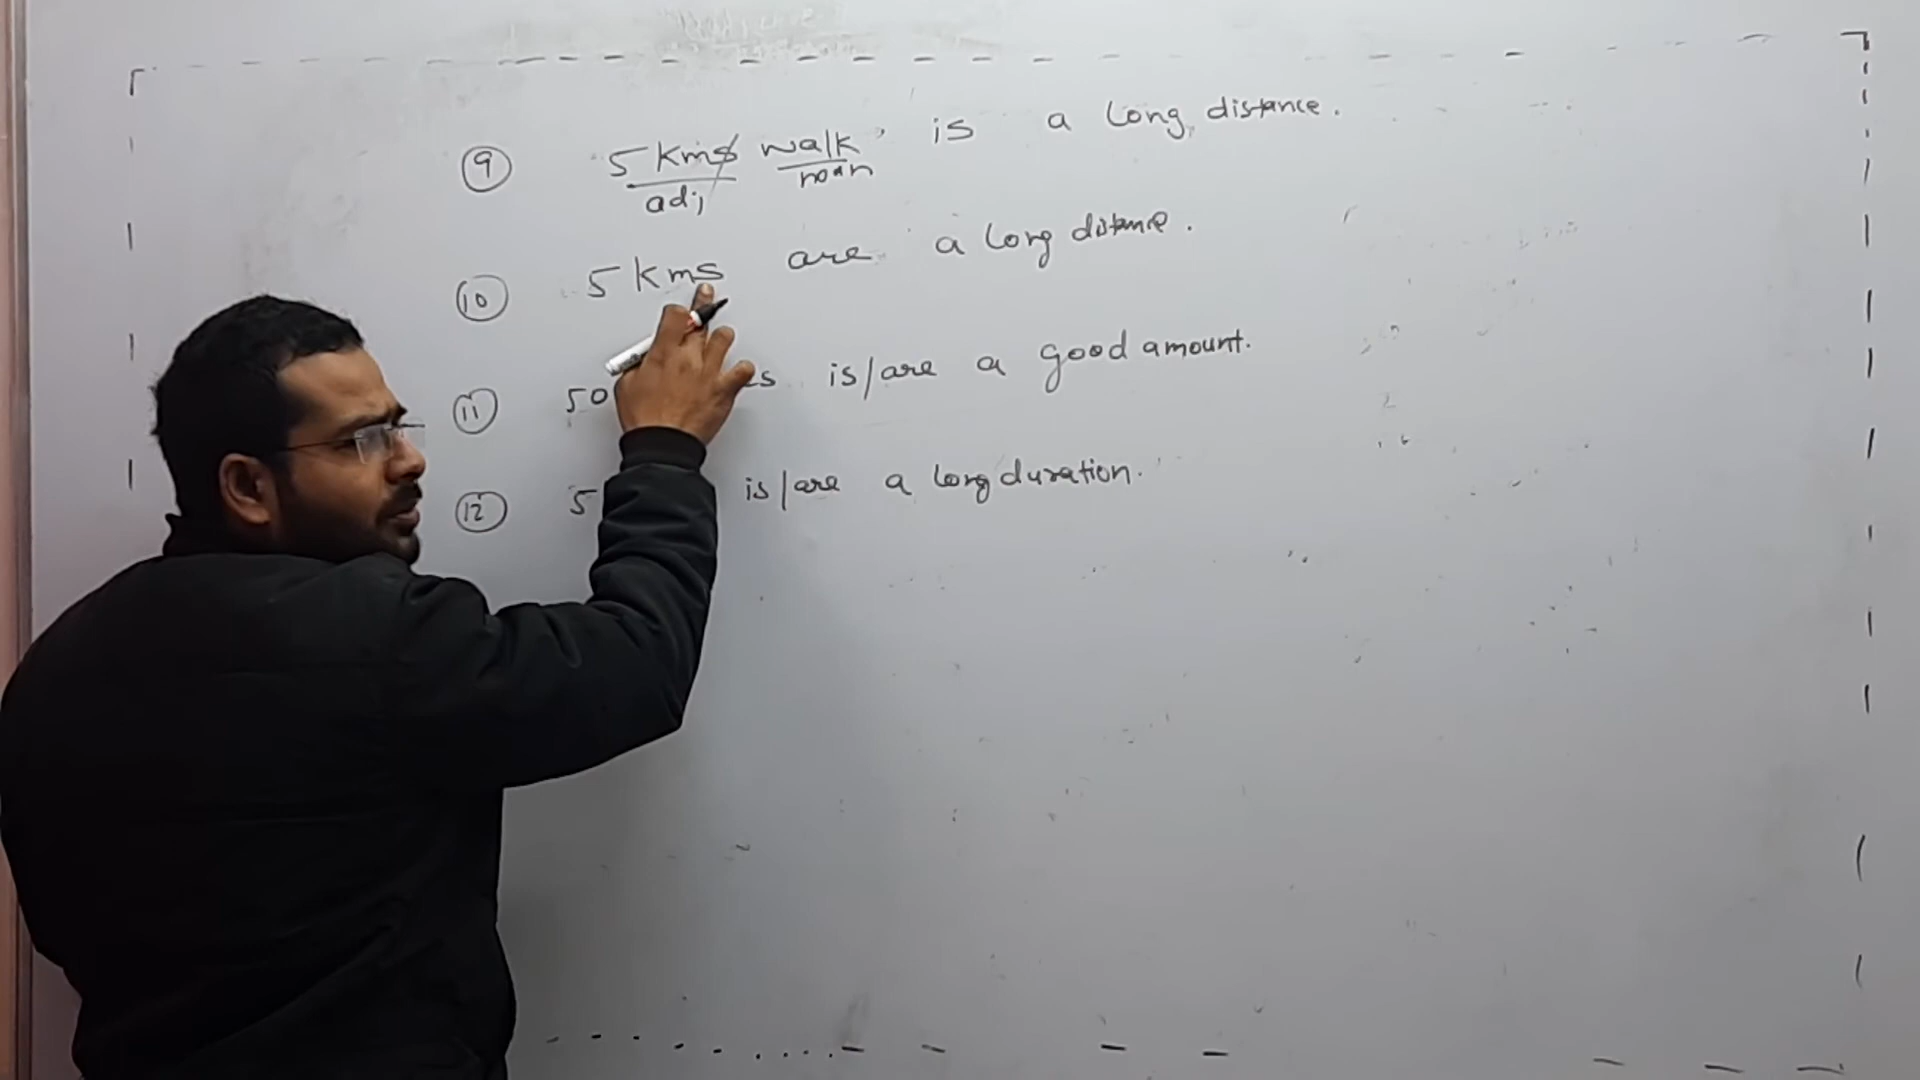 9 5 kms walk is a long distance.
adj noun
10 5 kms are a long distance.
11 50 es is/are a good amount.
12 5 is/are a long duration.